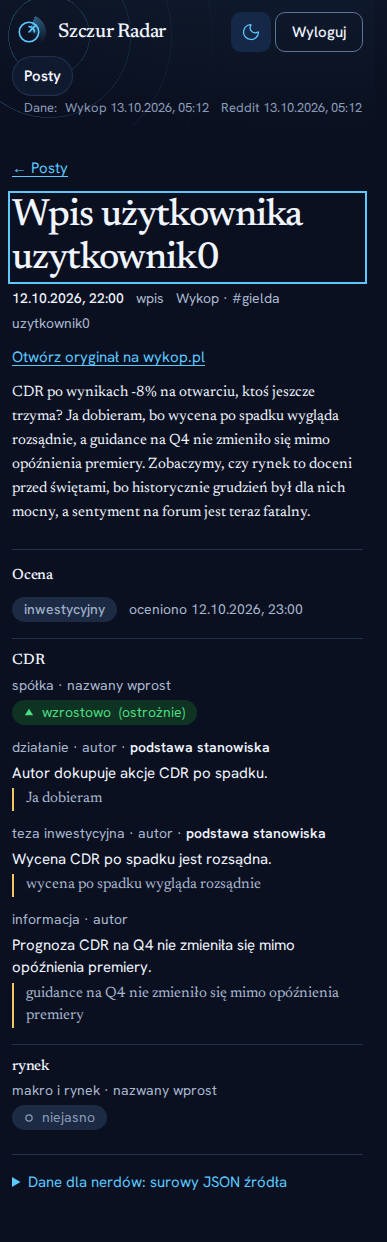 Szczur Radar
Wyloguj
Posty
Dane: Wykop 13.10.2026, 05:12 Reddit 13.10.2026, 05:12
← Posty
Wpis użytkownika
uzytkownik0
12.10.2026, 22:00 wpis Wykop · #gielda
uzytkownik0
Otwórz oryginał na wykop.pl
CDR po wynikach -8% na otwarciu, ktoś jeszcze
trzyma? Ja dobieram, bo wycena po spadku wygląda
rozsądnie, a guidance na Q4 nie zmieniło się mimo
opóźnienia premiery. Zobaczymy, czy rynek to doceni
przed świętami, bo historycznie grudzień był dla nich
mocny, a sentyment na forum jest teraz fatalny.
Ocena
inwestycyjny oceniono 12.10.2026, 23:00
CDR
spółka · nazwany wprost
▲ wzrostowo (ostrożnie)
działanie · autor · podstawa stanowiska
Autor dokupuje akcje CDR po spadku.
Ja dobieram
teza inwestycyjna · autor · podstawa stanowiska
Wycena CDR po spadku jest rozsądna.
wycena po spadku wygląda rozsądnie
informacja · autor
Prognoza CDR na Q4 nie zmieniła się mimo
opóźnienia premiery.
guidance na Q4 nie zmieniło się mimo opóźnienia
premiery
rynek
makro i rynek · nazwany wprost
○ niejasno
▶ Dane dla nerdów: surowy JSON źródła